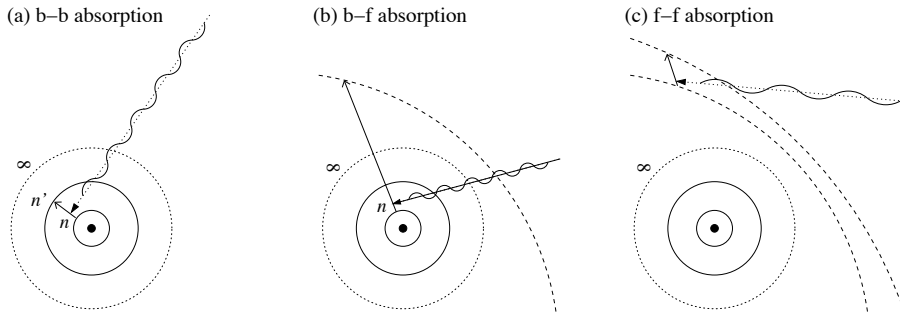 (a) b–b absorption
(b) b–f absorption
(c) f–f absorption
∞
n'
n
∞
n
∞